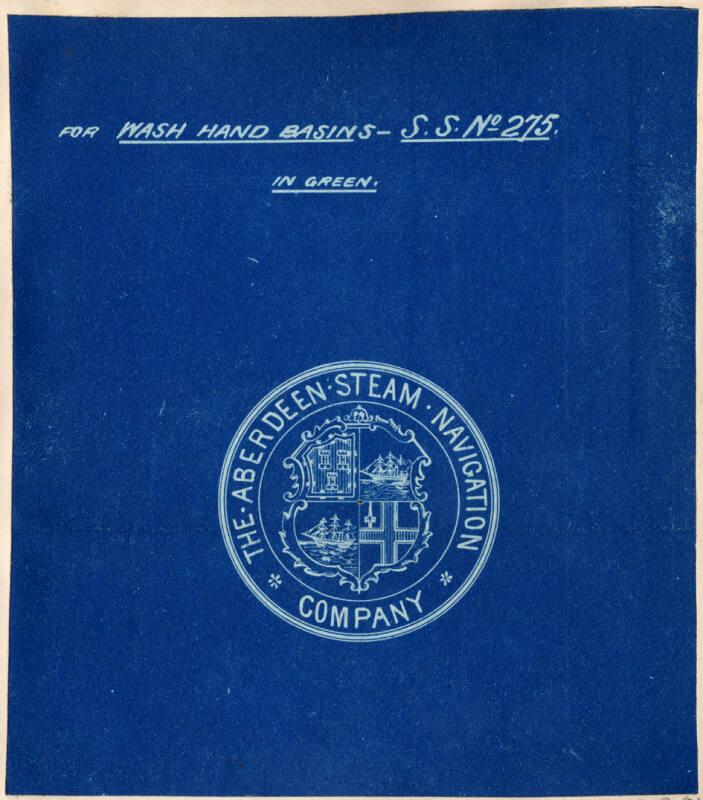 FOR WASH HAND BASINS – S.S. Nº 275.
IN GREEN.
THE · ABERDEEN · STEAM · NAVIGATION
COMPANY